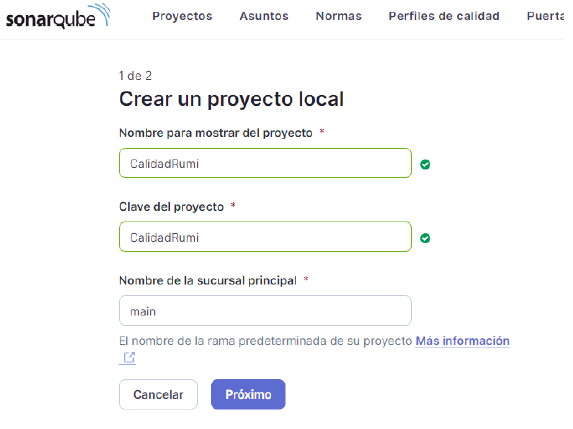 sonarqube
Proyectos Asuntos Normas Perfiles de calidad Puerta
1 de 2
Crear un proyecto local
Nombre para mostrar del proyecto *
CalidadRumi
Clave del proyecto *
CalidadRumi
Nombre de la sucursal principal *
main
El nombre de la rama predeterminada de su proyecto Más información
Cancelar Próximo